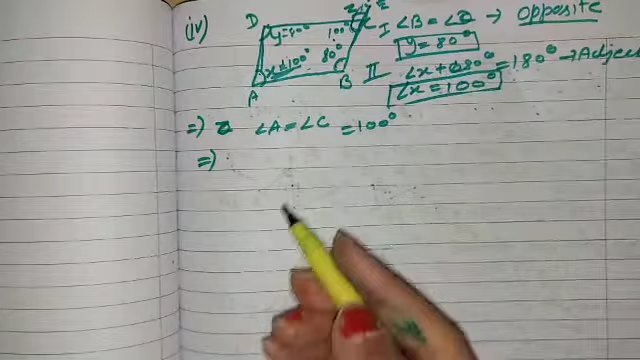 (iv)
D
y=80°
100°
C
x=100°
80°
A
B
I ∠B = ∠D → opposite
y = 80°
II ∠x + 80° = 180° → Adjace
∠x = 100°
=> ∠A = ∠C = 100°
=>